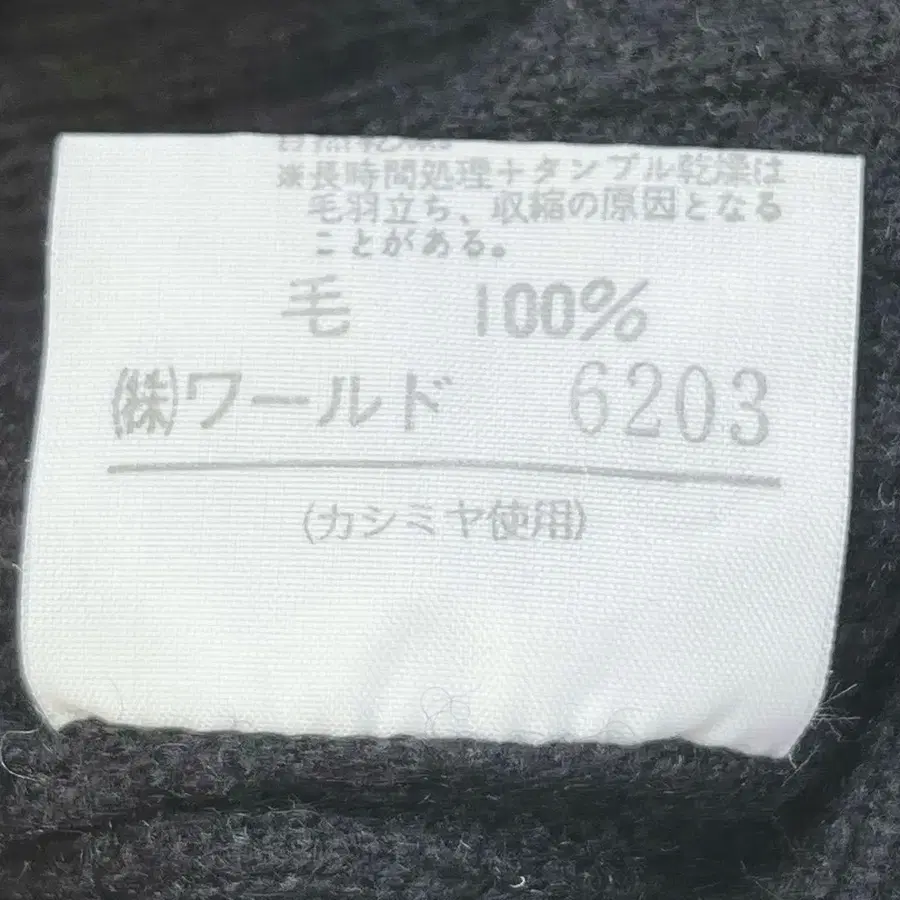 ※長時間処理＋タンブル乾燥は
毛羽立ち、収縮の原因となる
ことがある。
毛 100%
㈱ワールド 6203
(カシミヤ使用)